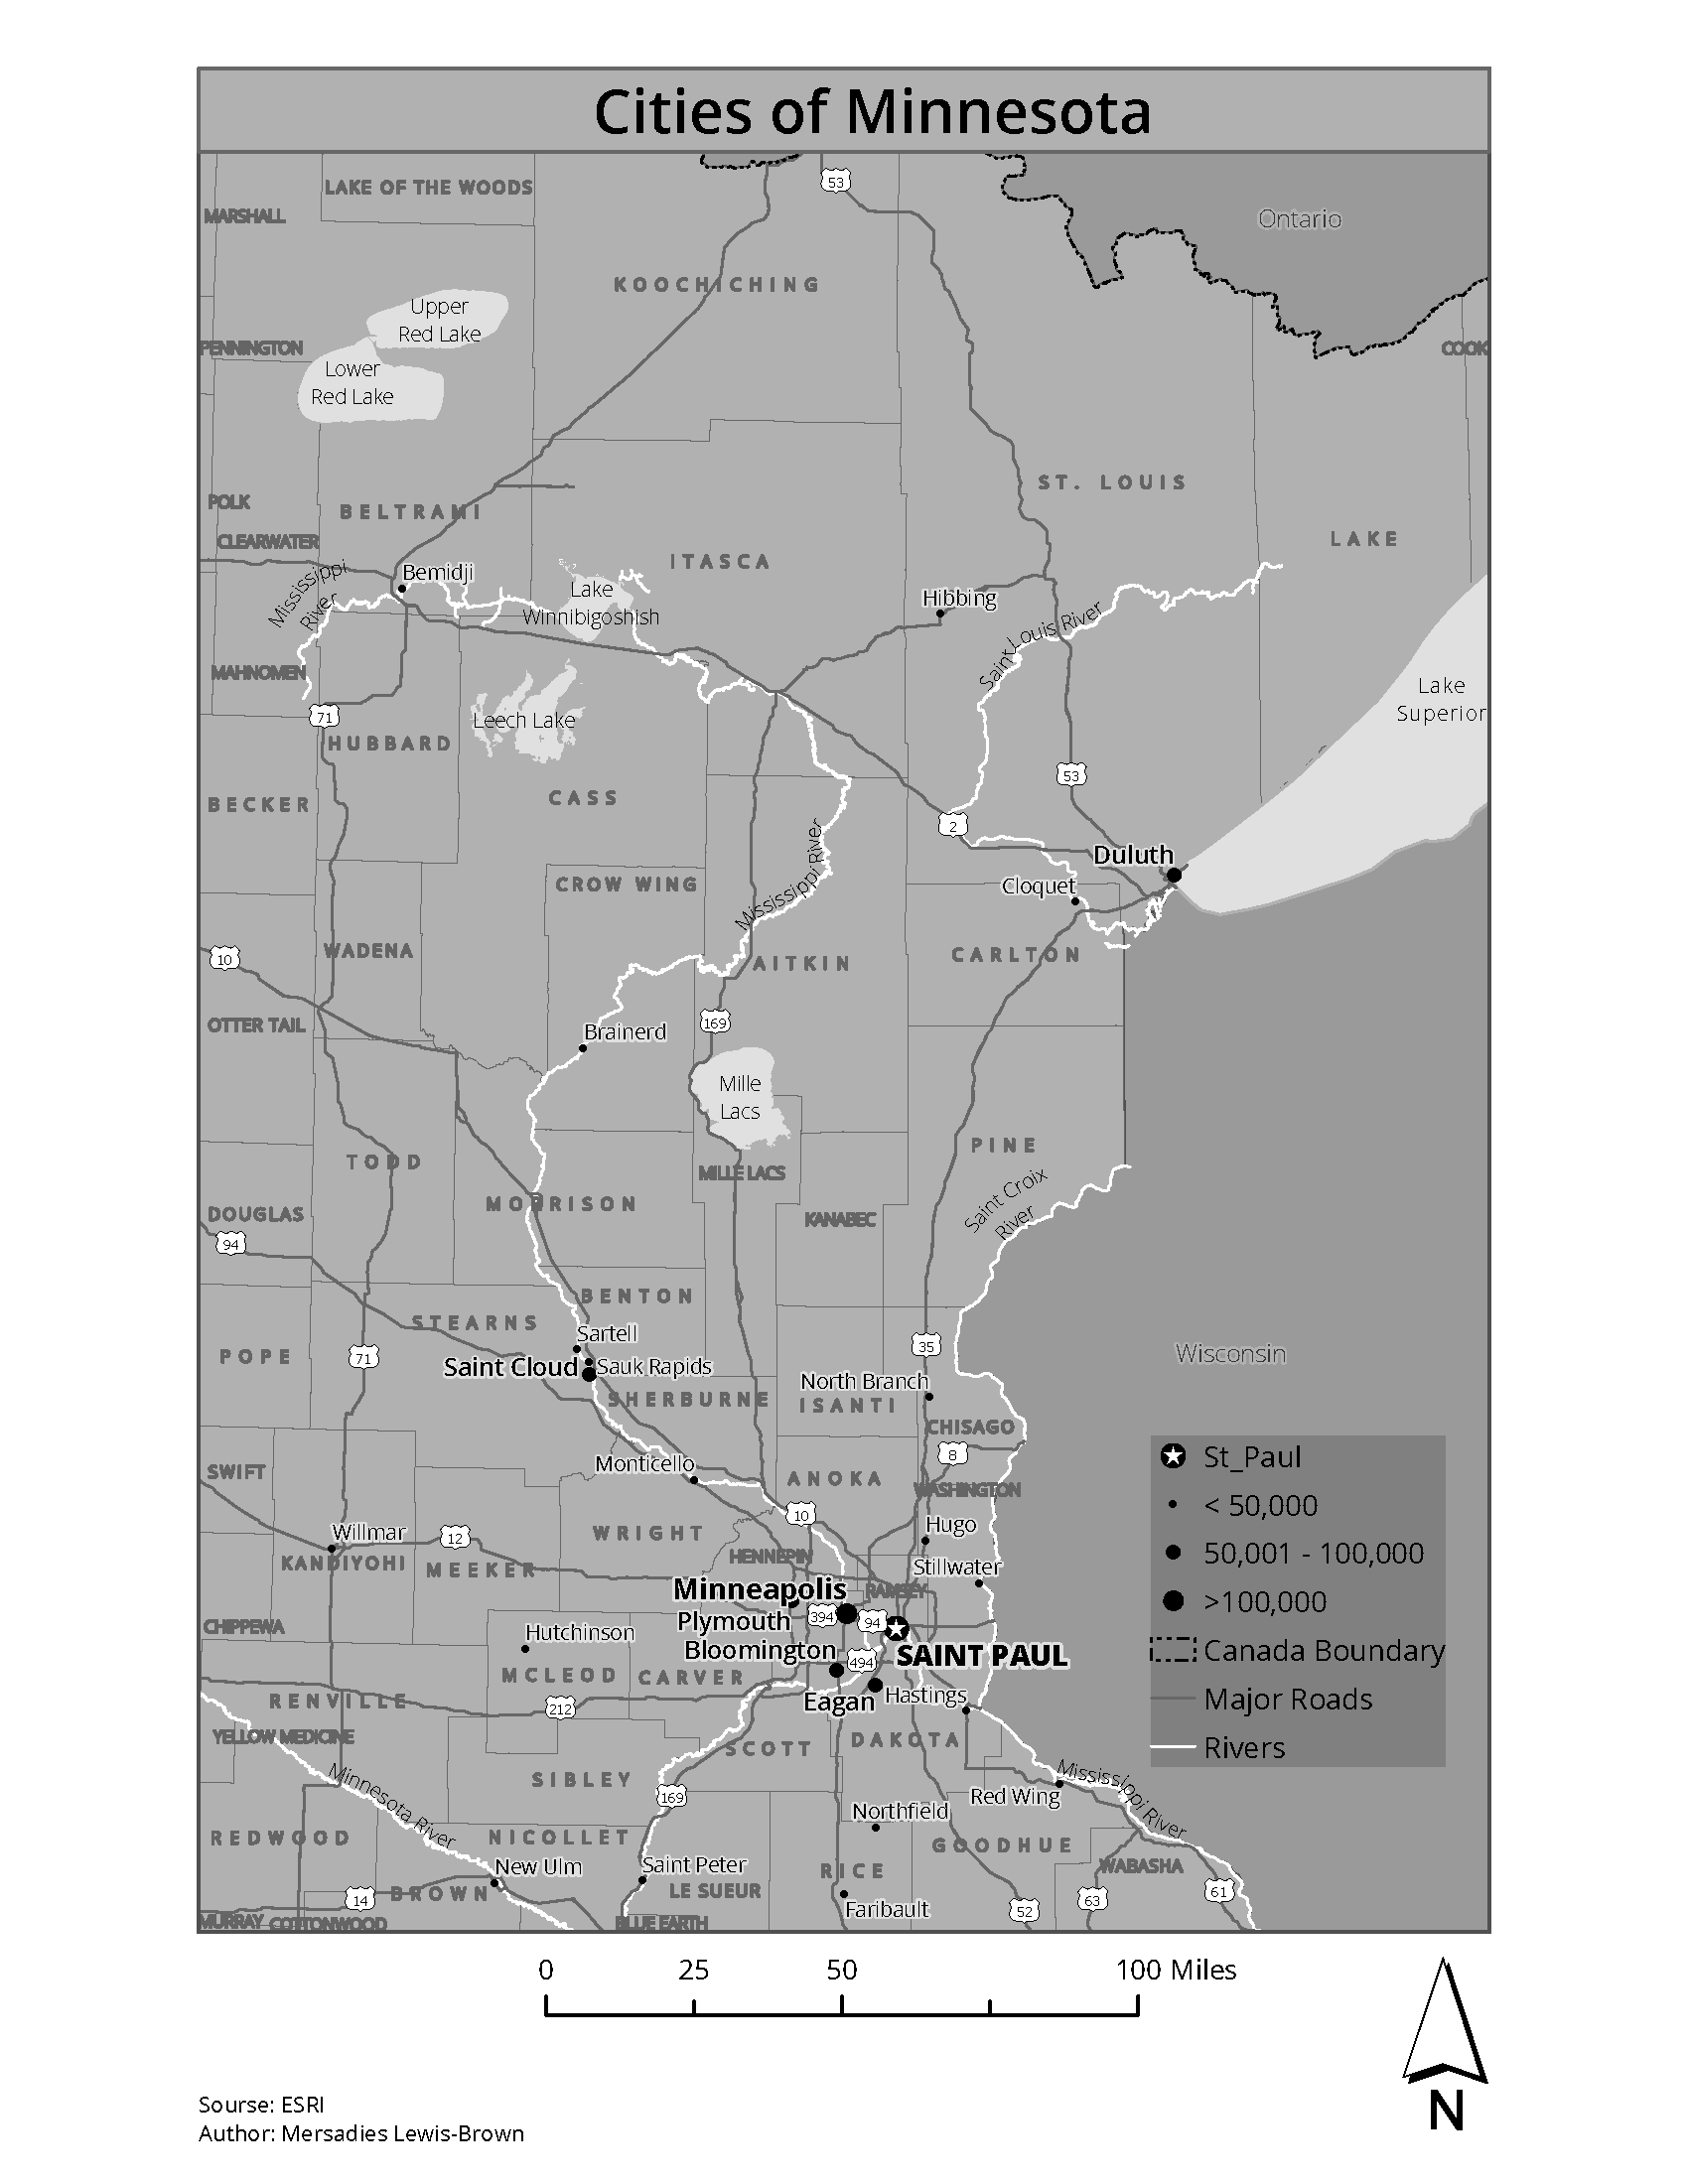 Cities of Minnesota
53
LAKE OF THE WOODS
MARSHALL
Ontario
KOOCHICHING
Upper
Red Lake
PENNINGTON
COOK
Lower
Red Lake
ST. LOUIS
POLK
BELTRAMI
CLEARWATER
LAKE
ITASCA
Mississippi
River
Bemidji
Lake
Winnibigoshish
Hibbing
Saint Louis River
MAHNOMEN
Lake
Superior
71
Leech Lake
HUBBARD
53
CASS
BECKER
2
Mississippi River
Duluth
CROW WING
Cloquet
WADENA
10
AITKIN
CARLTON
OTTER TAIL
169
Brainerd
Mille
Lacs
PINE
TODD
MILLE LACS
MORRISON
Saint Croix
River
DOUGLAS
KANABEC
94
BENTON
STEARNS
Sartell
35
POPE
71
Saint Cloud
Sauk Rapids
Wisconsin
North Branch
SHERBURNE
ISANTI
CHISAGO
8
Monticello
SWIFT
ANOKA
WASHINGTON
10
Hugo
Willmar
12
WRIGHT
KANDIYOHI
MEEKER
HENNEPIN
Stillwater
Minneapolis
RAMSEY
Plymouth
394
94
CHIPPEWA
Hutchinson
Bloomington
494
SAINT PAUL
MCLEOD
CARVER
RENVILLE
212
Eagan
Hastings
YELLOW MEDICINE
SCOTT
DAKOTA
Minnesota River
SIBLEY
169
Red Wing
Mississippi River
Northfield
REDWOOD
NICOLLET
GOODHUE
New Ulm
Saint Peter
RICE
WABASHA
14
BROWN
LE SUEUR
Faribault
52
63
61
MURRAY
COTTONWOOD
BLUE EARTH
St_Paul
< 50,000
50,001 - 100,000
>100,000
Canada Boundary
Major Roads
Rivers
0 25 50 100 Miles
N
Sourse: ESRI
Author: Mersadies Lewis-Brown